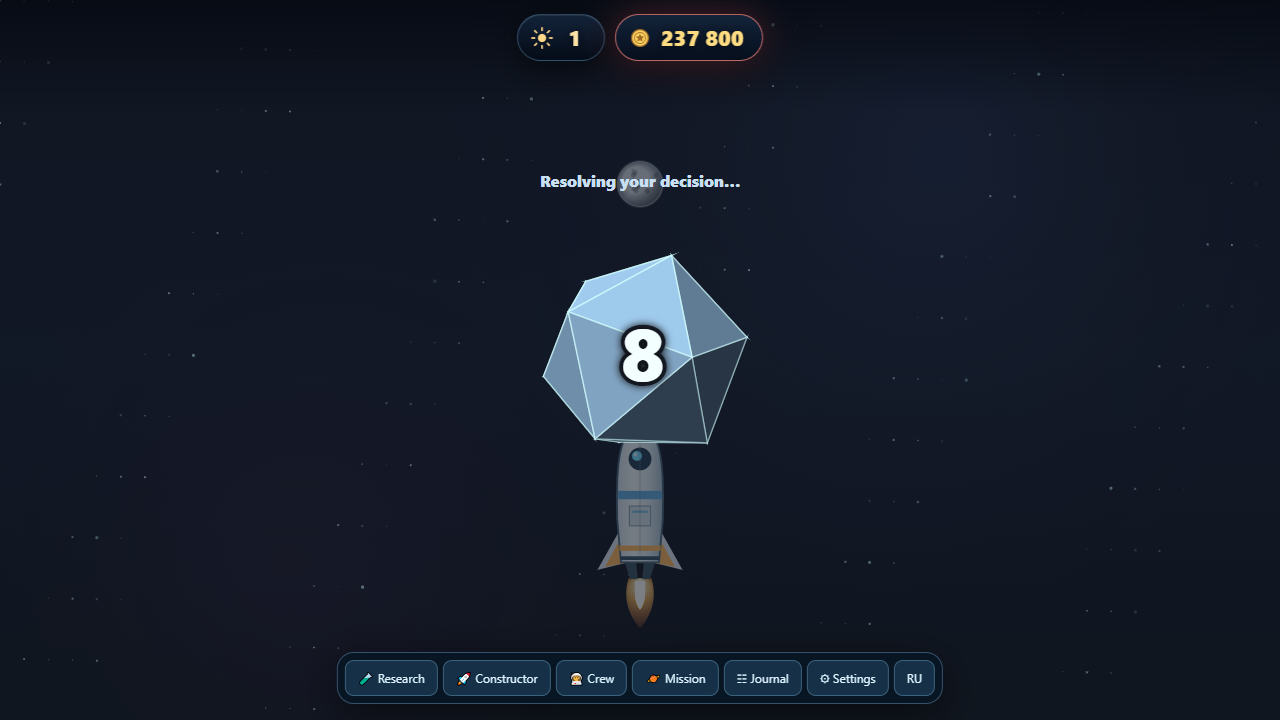 1
237 800
Resolving your decision...
8
Research
Constructor
Crew
Mission
Journal
Settings
RU